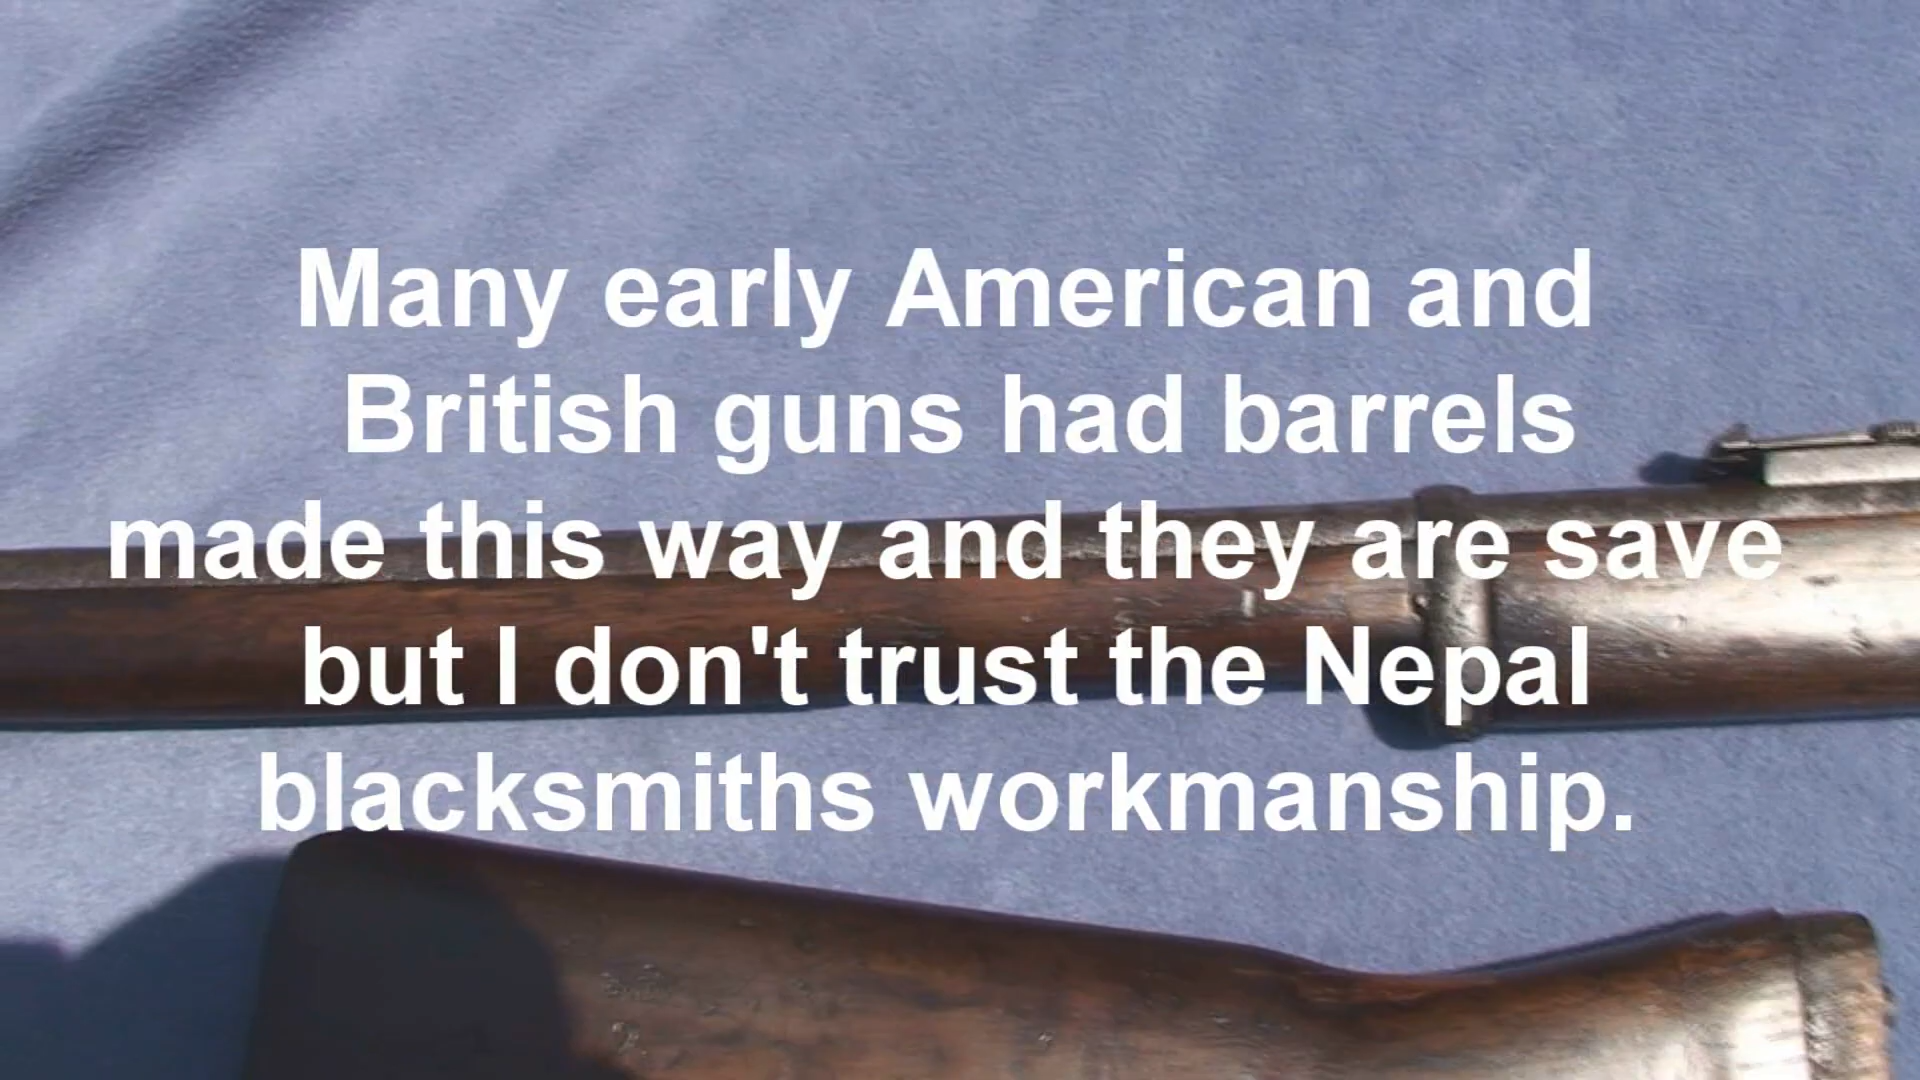 Many early American and
British guns had barrels
made this way and they are save
but I don't trust the Nepal
blacksmiths workmanship.